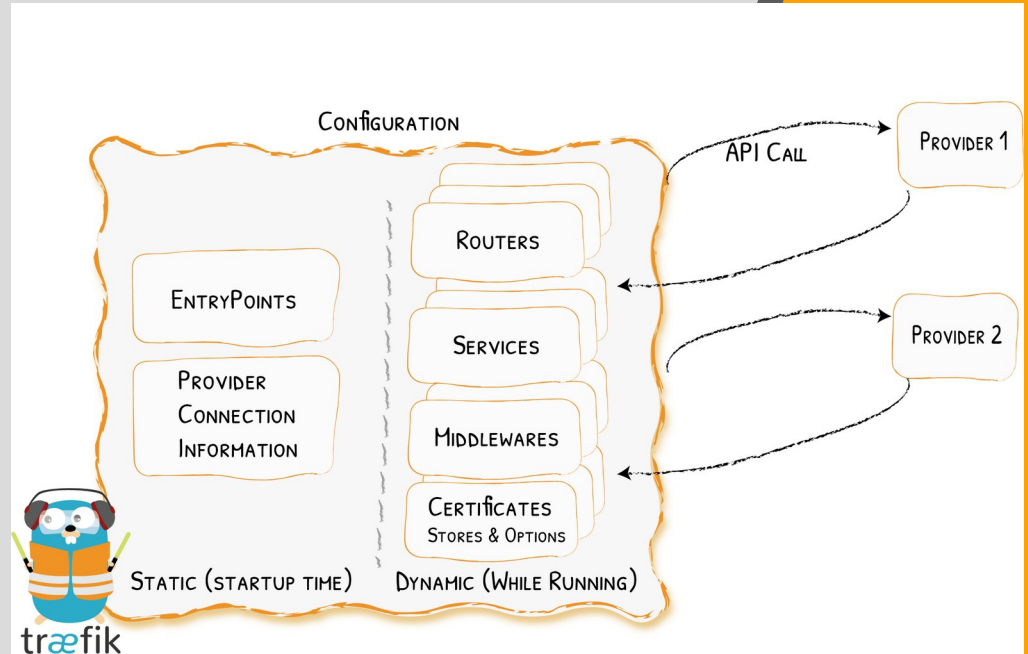 Configuration
API Call
Provider 1
Routers
EntryPoints
Services
Provider 2
Provider
Connection
Information
Middlewares
Certificates
Stores & Options
Static (startup time)
Dynamic (While Running)
træfik